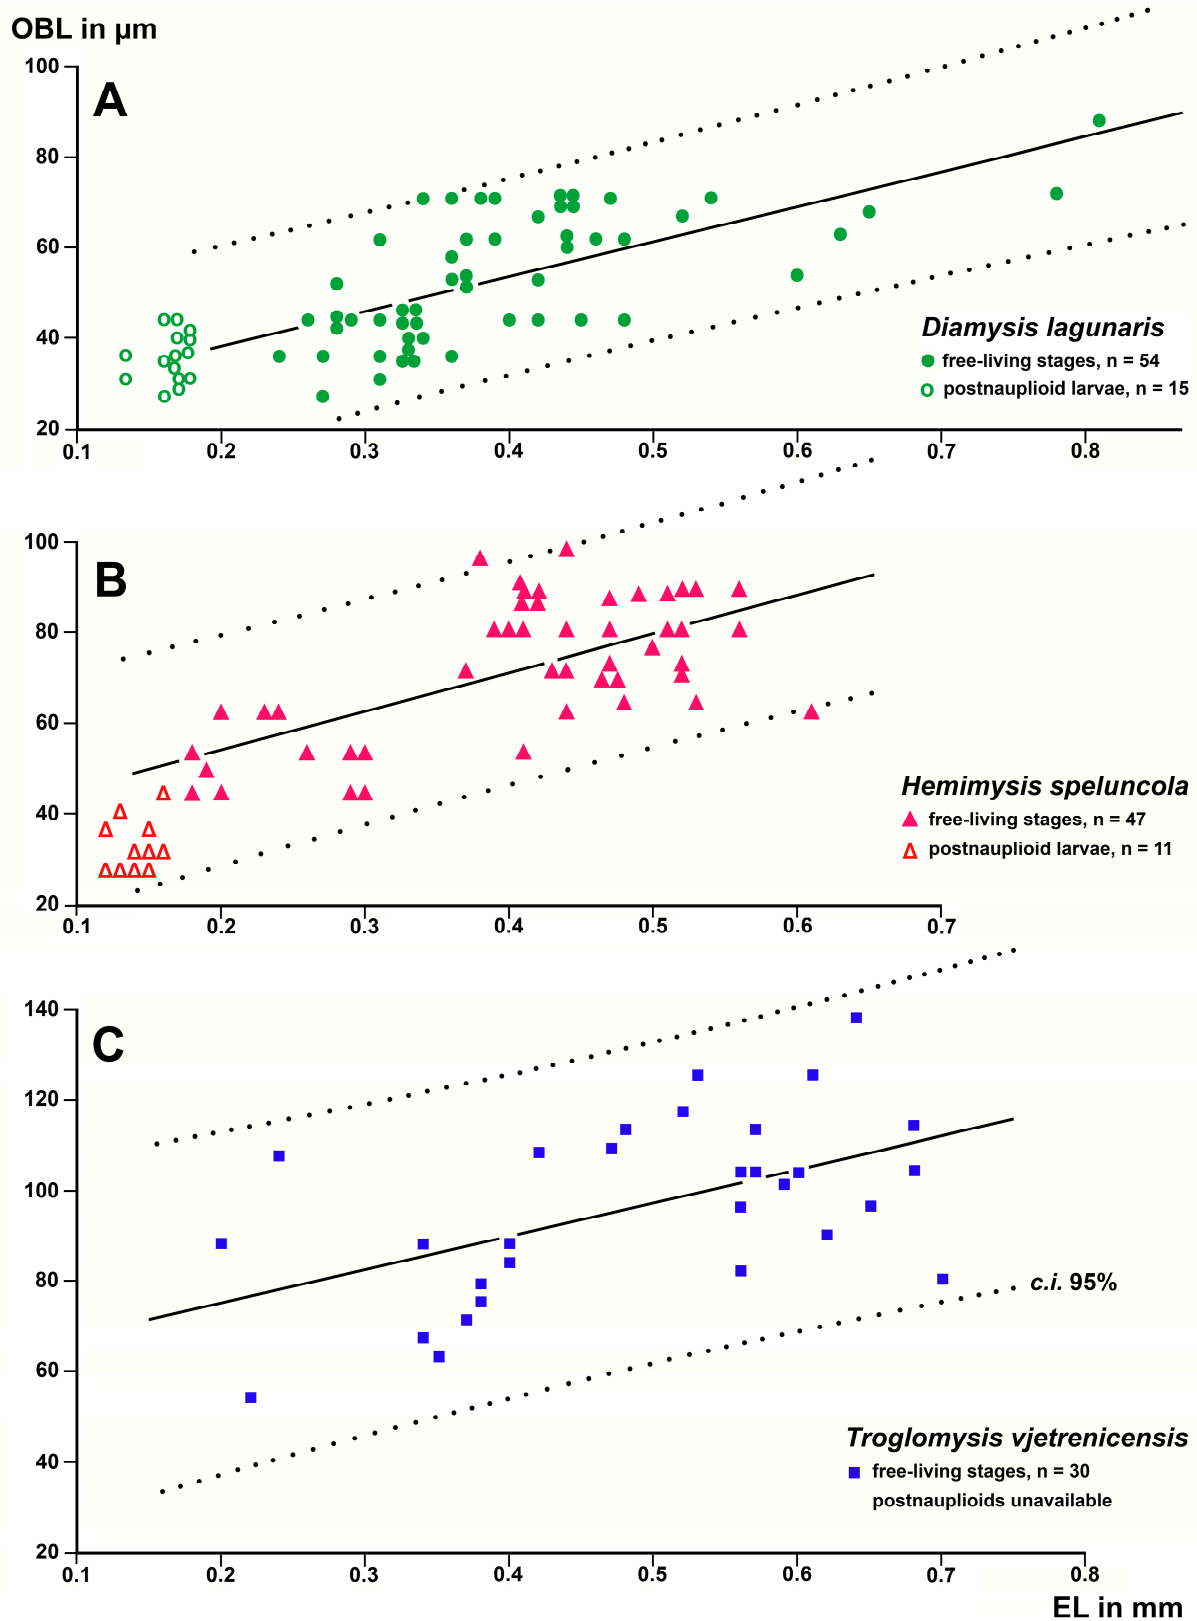 OBL in µm
100
A
80
60
40
20
Diamysis lagunaris
free-living stages, n = 54
postnauplioid larvae, n = 15
0.1 0.2 0.3 0.4 0.5 0.6 0.7 0.8
100
B
80
60
40
20
Hemimysis speluncola
free-living stages, n = 47
postnauplioid larvae, n = 11
0.1 0.2 0.3 0.4 0.5 0.6 0.7
140
C
120
100
80
c.i. 95%
60
40
20
Troglomysis vjetrenicensis
free-living stages, n = 30
postnauplioids unavailable
0.1 0.2 0.3 0.4 0.5 0.6 0.7 0.8
EL in mm